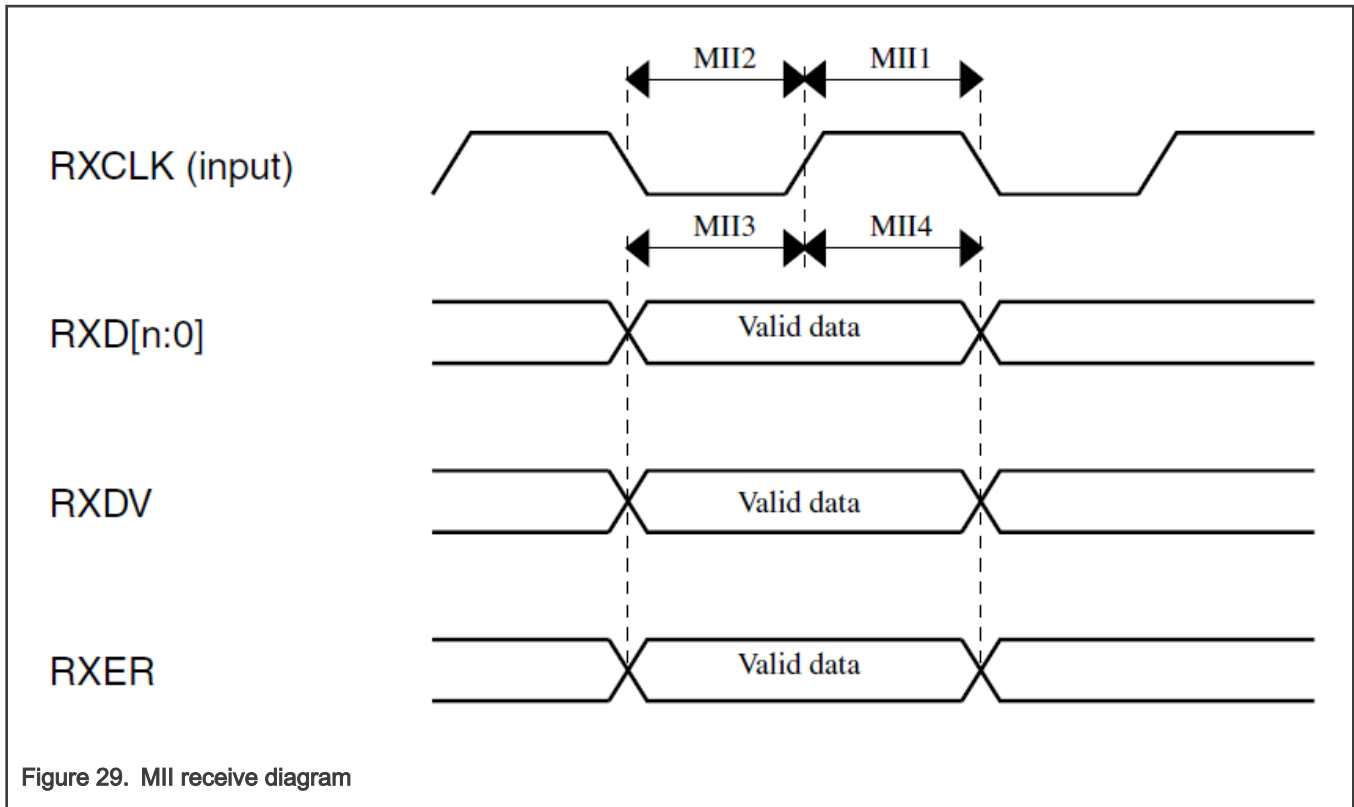 MII2 MII1
RXCLK (input)
MII3 MII4
RXD[n:0] Valid data
RXDV Valid data
RXER Valid data
Figure 29. MII receive diagram